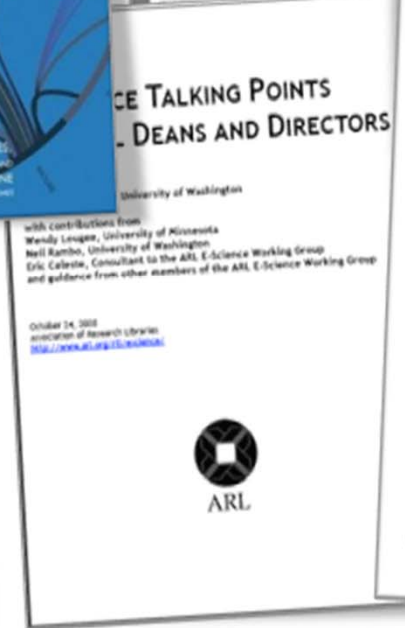 CE TALKING POINTS
L DEANS AND DIRECTORS
University of Washington
with contributions from
Wendy Lougee, University of Minnesota
Neil Rambo, University of Washington
Eric Celeste, Consultant to the ARL E-Science Working Group
and guidance from other members of the ARL E-Science Working Group
October 24, 2008
Association of Research Libraries
http://www.arl.org/rtl/escience/
ARL